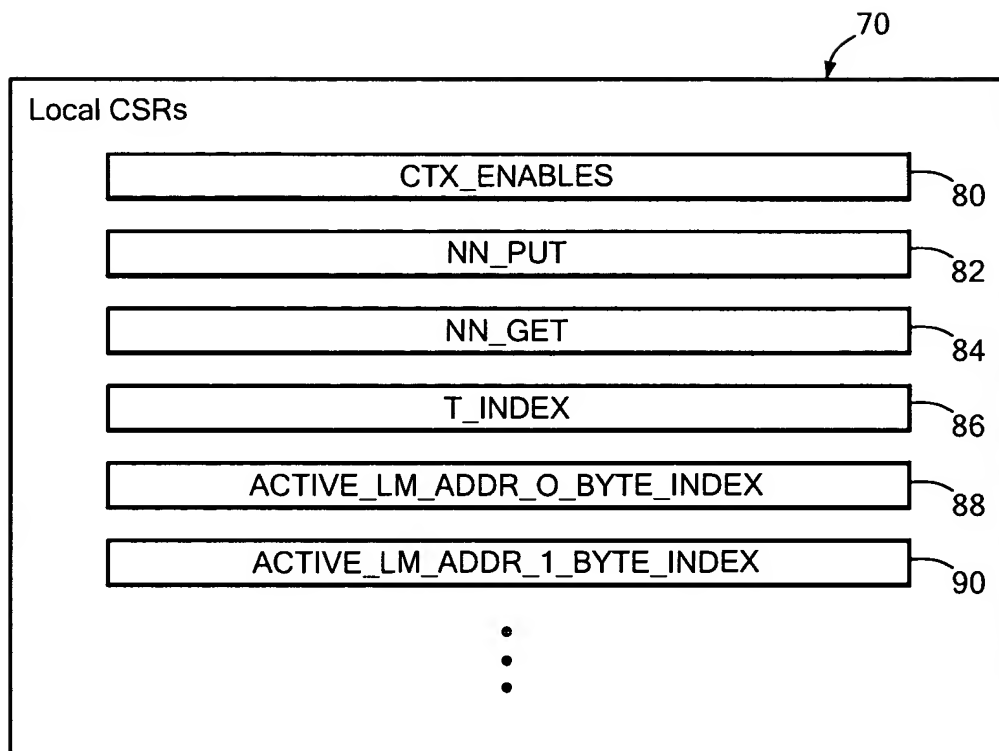 70
Local CSRs
CTX_ENABLES
80
NN_PUT
82
NN_GET
84
T_INDEX
86
ACTIVE_LM_ADDR_O_BYTE_INDEX
88
ACTIVE_LM_ADDR_1_BYTE_INDEX
90